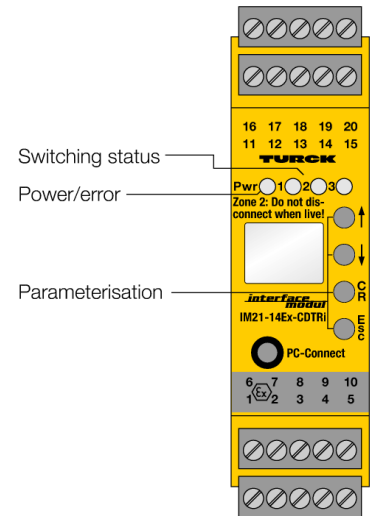 16 17 18 19 20
11 12 13 14 15
TURCK
Switching status
Power/error
Pwr 1 2 3
Zone 2: Do not dis-
connect when live!
Parameterisation
C
R
interface
modul
IM21-14Ex-CDTRi
E
s
c
PC-Connect
6 7 8 9 10
Ex
1 2 3 4 5